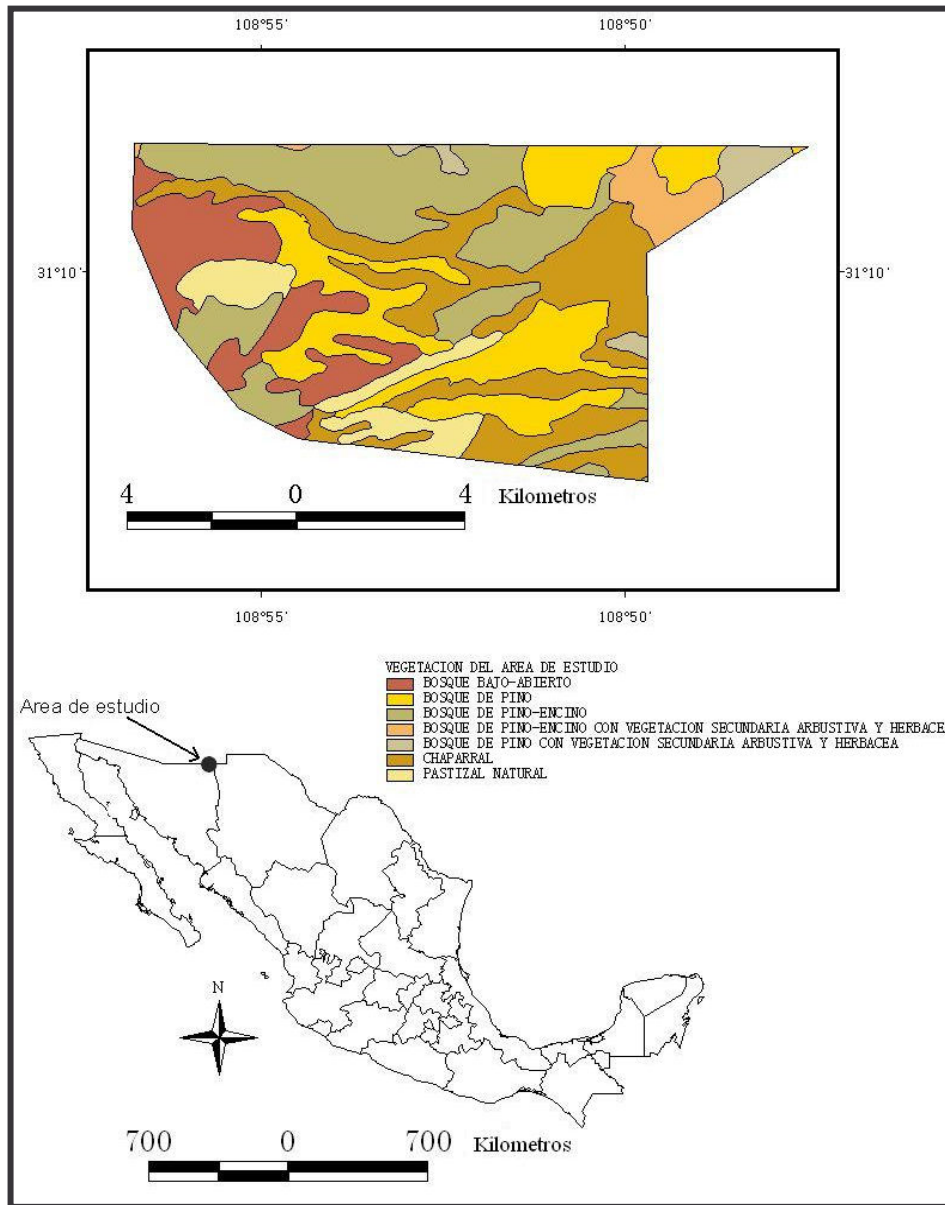 108°55' 108°50'
31°10' 31°10'
4 0 4 Kilometros
108°55' 108°50'
VEGETACION DEL AREA DE ESTUDIO
BOSQUE BAJO-ABIERTO
BOSQUE DE PINO
BOSQUE DE PINO-ENCINO
BOSQUE DE PINO-ENCINO CON VEGETACION SECUNDARIA ARBUSTIVA Y HERBACE
BOSQUE DE PINO CON VEGETACION SECUNDARIA ARBUSTIVA Y HERBACEA
CHAPARRAL
PASTIZAL NATURAL
Area de estudio
N
700 0 700 Kilometros